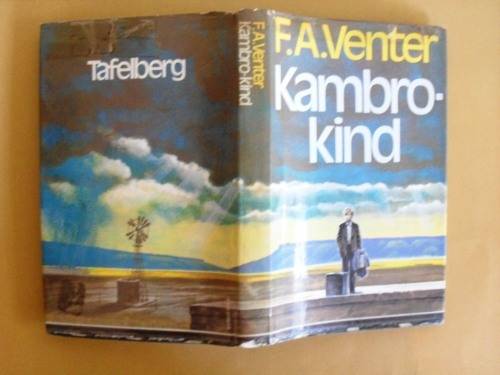 Tafelberg
F.A.Venter
Kambro-kind
F.A.Venter
Kambro-
kind